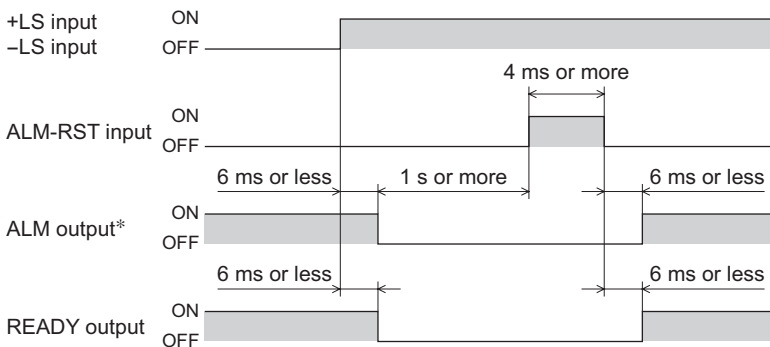 +LS input ON
−LS input OFF
4 ms or more
ON
ALM-RST input
OFF
6 ms or less 1 s or more 6 ms or less
ON
ALM output*
OFF
6 ms or less 6 ms or less
ON
READY output
OFF